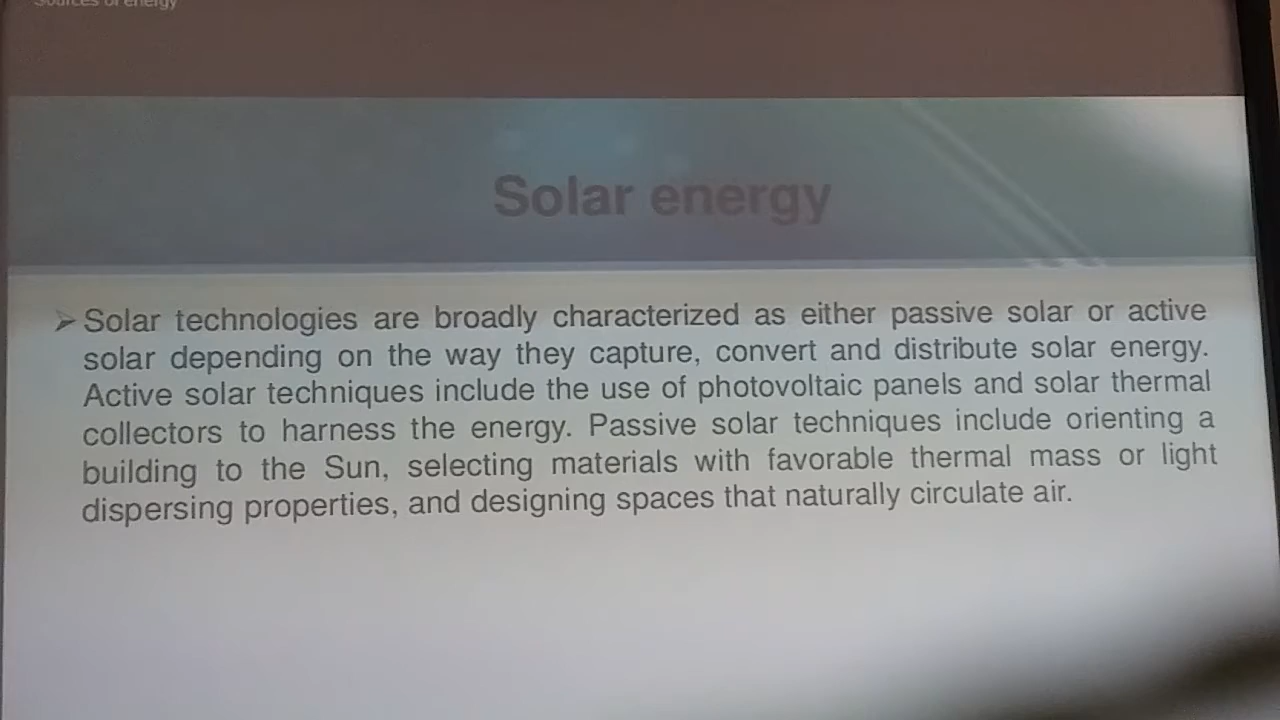 Sources of energy
Solar energy
➢ Solar technologies are broadly characterized as either passive solar or active
solar depending on the way they capture, convert and distribute solar energy.
Active solar techniques include the use of photovoltaic panels and solar thermal
collectors to harness the energy. Passive solar techniques include orienting a
building to the Sun, selecting materials with favorable thermal mass or light
dispersing properties, and designing spaces that naturally circulate air.